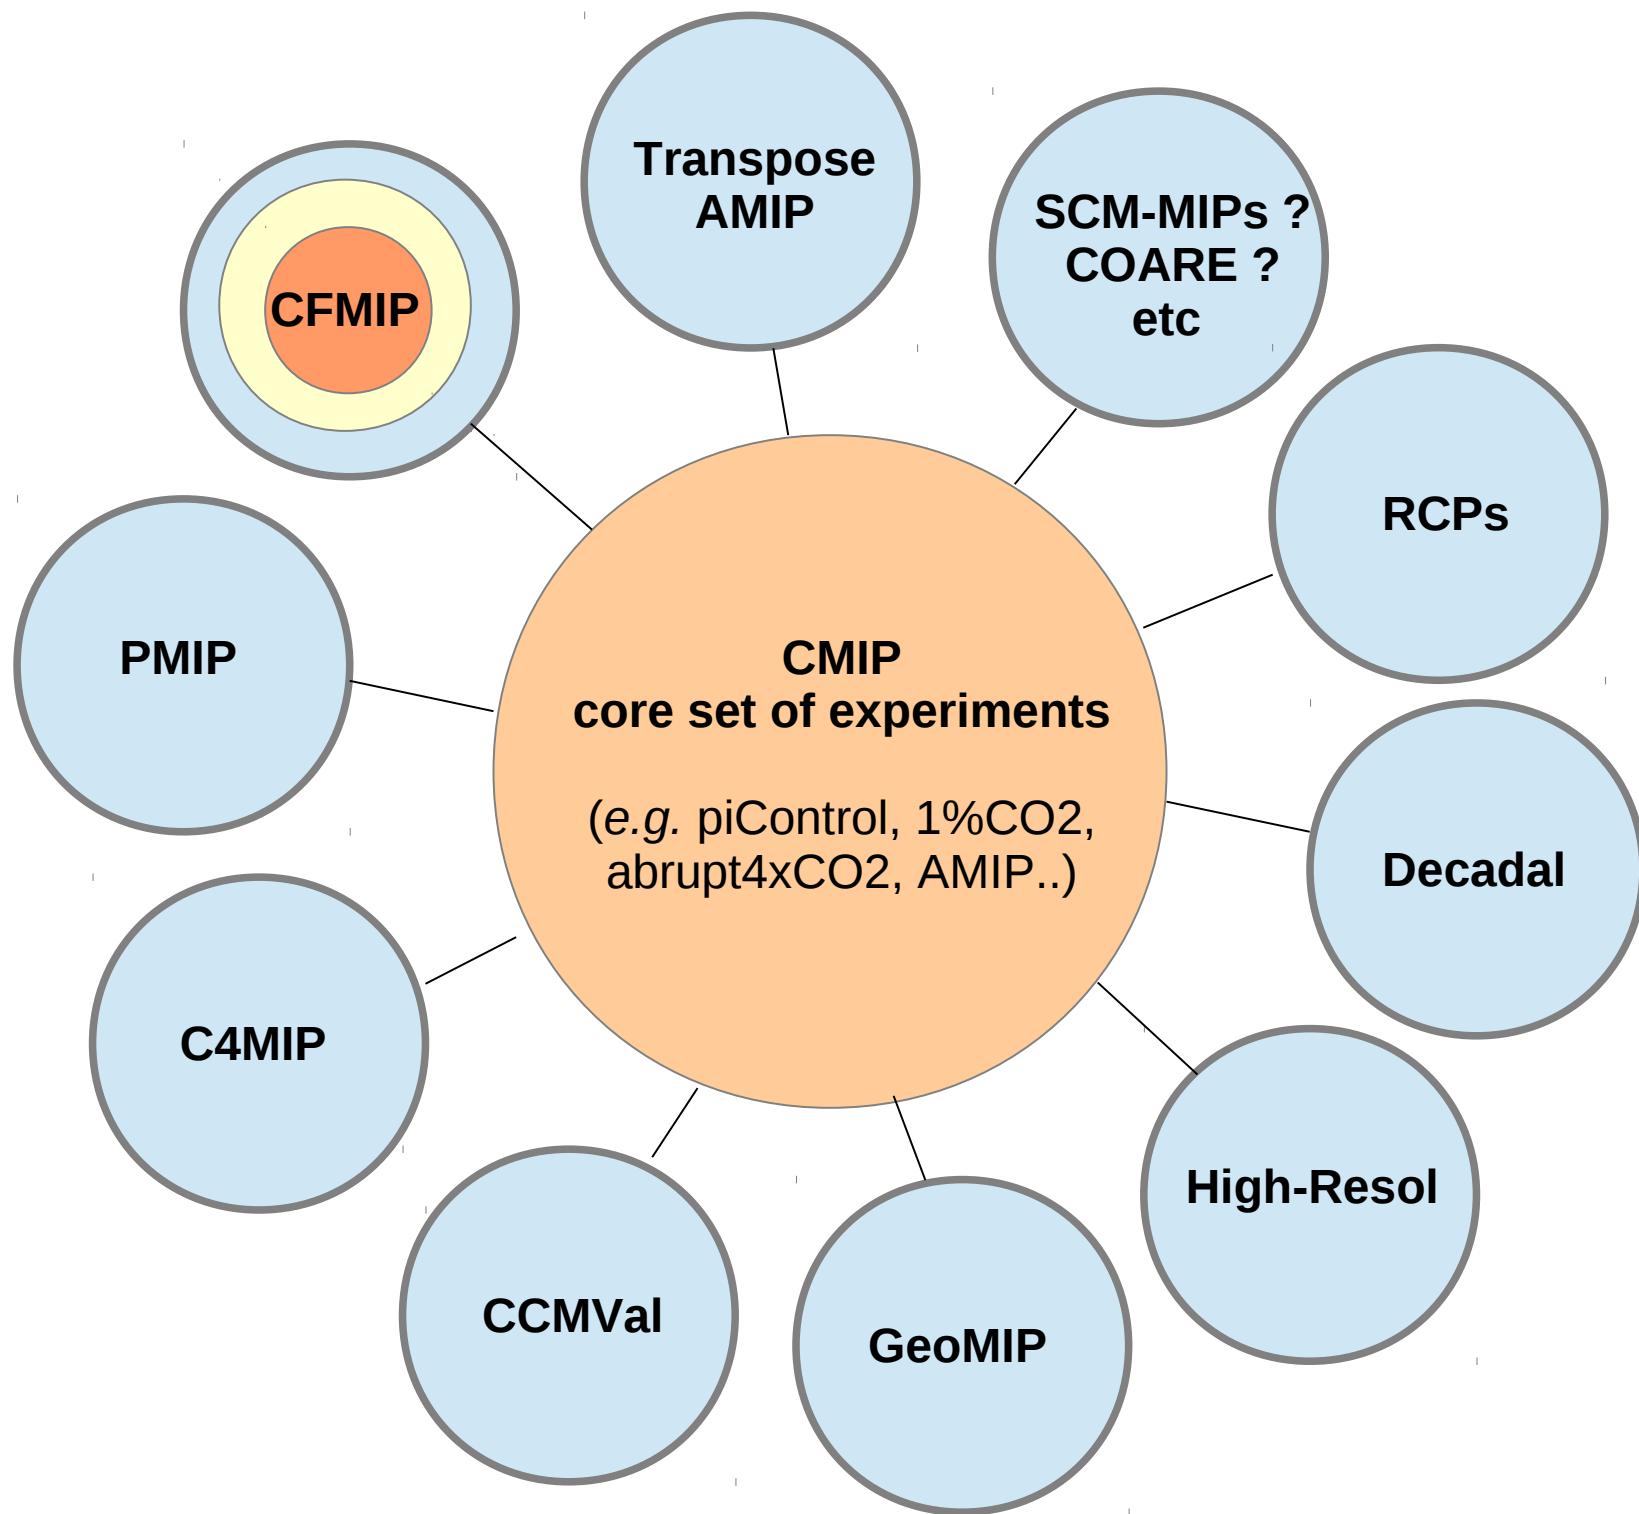 Transpose
AMIP
SCM-MIPs ?
COARE ?
etc
CFMIP
RCPs
PMIP
CMIP
core set of experiments
(e.g. piControl, 1%CO2,
abrupt4xCO2, AMIP..)
Decadal
C4MIP
High-Resol
CCMVal
GeoMIP